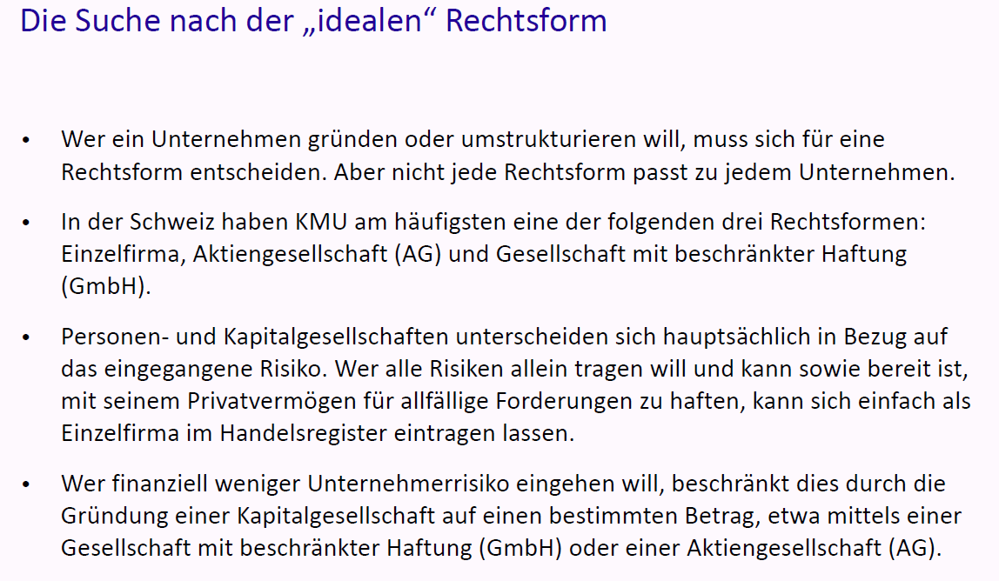 Die Suche nach der „idealen“ Rechtsform
• Wer ein Unternehmen gründen oder umstrukturieren will, muss sich für eine
Rechtsform entscheiden. Aber nicht jede Rechtsform passt zu jedem Unternehmen.
• In der Schweiz haben KMU am häufigsten eine der folgenden drei Rechtsformen:
Einzelfirma, Aktiengesellschaft (AG) und Gesellschaft mit beschränkter Haftung
(GmbH).
• Personen- und Kapitalgesellschaften unterscheiden sich hauptsächlich in Bezug auf
das eingegangene Risiko. Wer alle Risiken allein tragen will und kann sowie bereit ist,
mit seinem Privatvermögen für allfällige Forderungen zu haften, kann sich einfach als
Einzelfirma im Handelsregister eintragen lassen.
• Wer finanziell weniger Unternehmerrisiko eingehen will, beschränkt dies durch die
Gründung einer Kapitalgesellschaft auf einen bestimmten Betrag, etwa mittels einer
Gesellschaft mit beschränkter Haftung (GmbH) oder einer Aktiengesellschaft (AG).